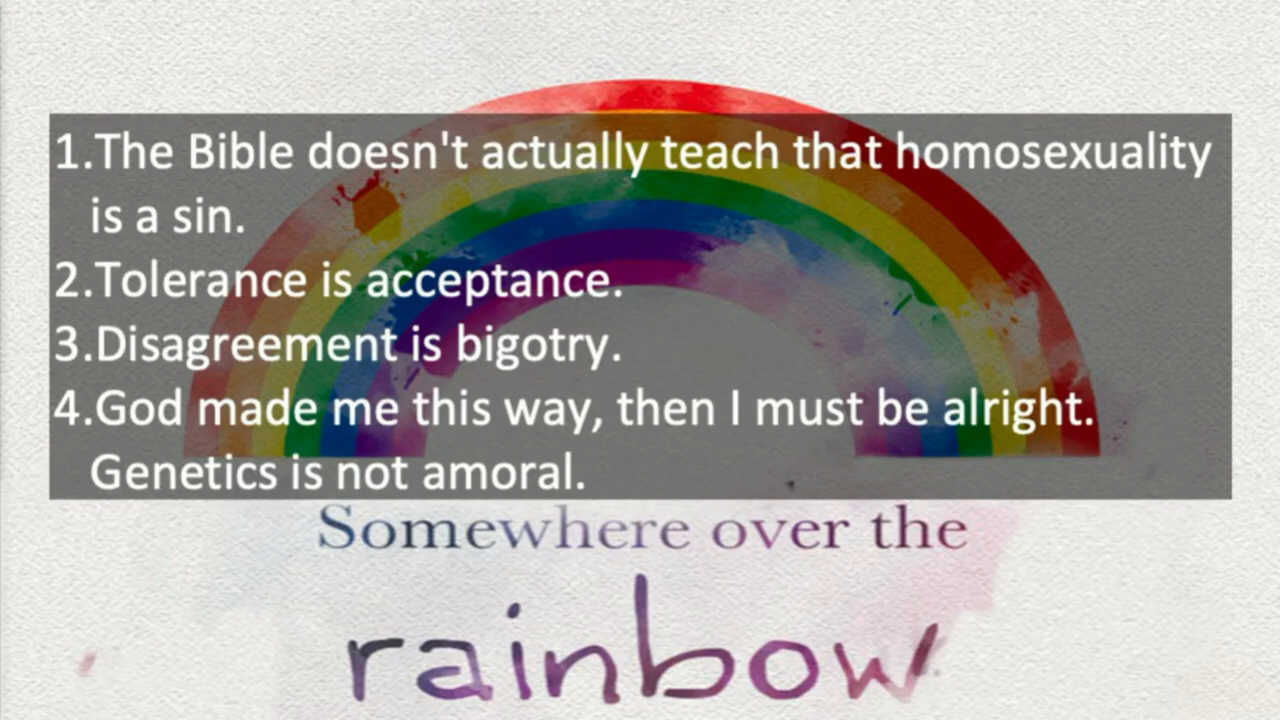 1.The Bible doesn't actually teach that homosexuality
is a sin.
2.Tolerance is acceptance.
3.Disagreement is bigotry.
4.God made me this way, then I must be alright.
Genetics is not amoral.
Somewhere over the
rainbow